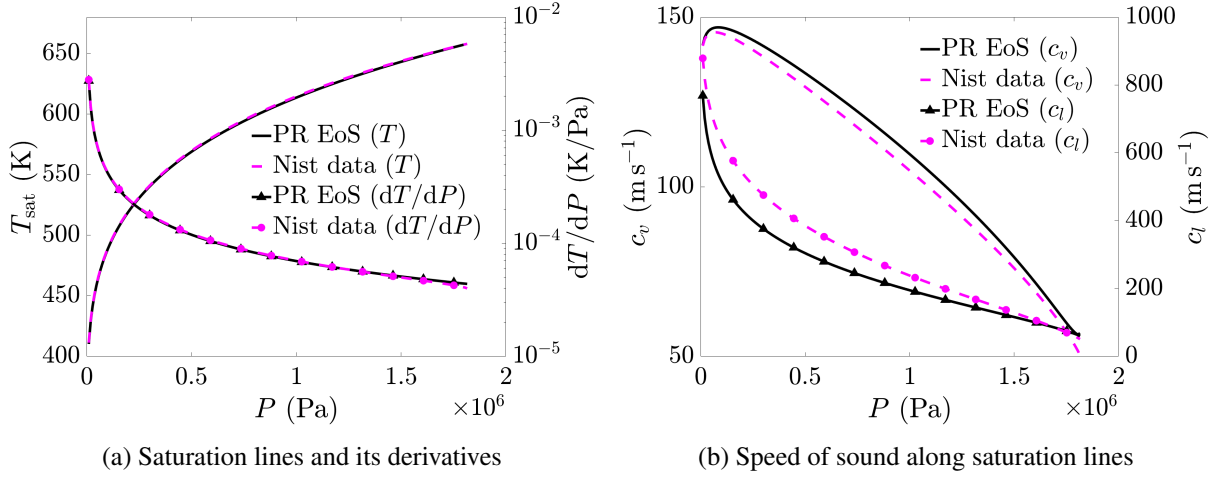 650
600
550
500
450
400
T_sat (K)
10^−2
10^−3
10^−4
10^−5
dT/dP (K/Pa)
PR EoS (T)
Nist data (T)
PR EoS (dT/dP)
Nist data (dT/dP)
0 0.5 1 1.5 2
P (Pa) ×10^6
(a) Saturation lines and its derivatives
150
100
50
c_v (m s^−1)
1000
800
600
400
200
0
c_l (m s^−1)
PR EoS (c_v)
Nist data (c_v)
PR EoS (c_l)
Nist data (c_l)
0 0.5 1 1.5 2
P (Pa) ×10^6
(b) Speed of sound along saturation lines